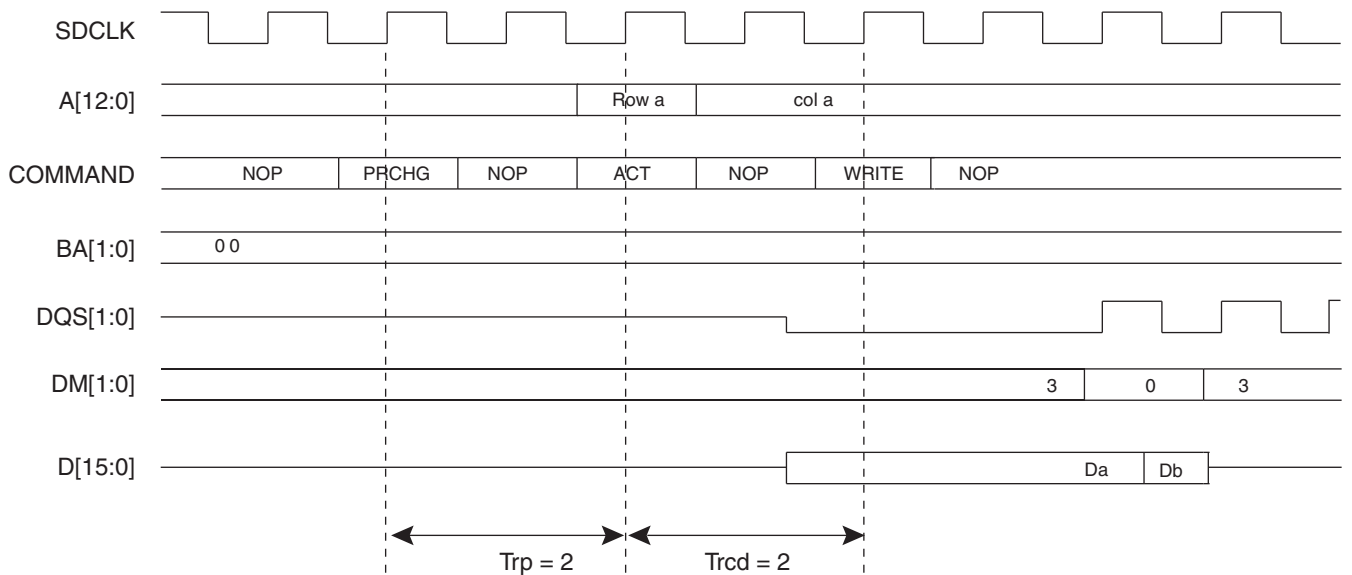 SDCLK
A[12:0] Row a col a
COMMAND NOP PRCHG NOP ACT NOP WRITE NOP
BA[1:0] 0 0
DQS[1:0]
DM[1:0] 3 0 3
D[15:0] Da Db
Trp = 2 Trcd = 2